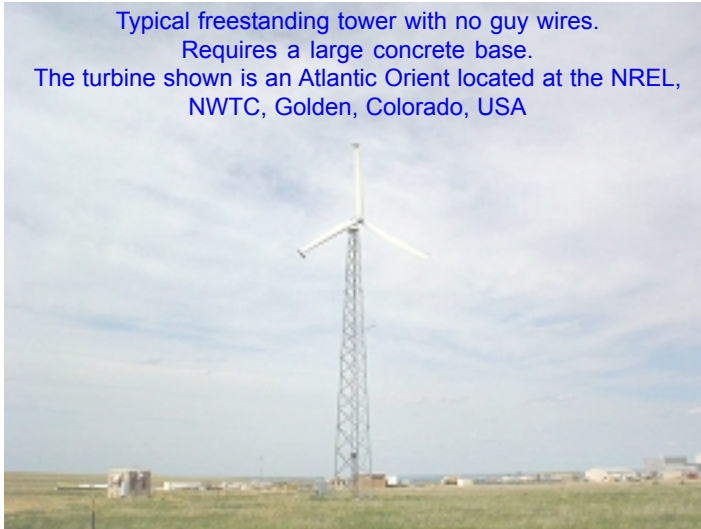 Typical freestanding tower with no guy wires.
Requires a large concrete base.
The turbine shown is an Atlantic Orient located at the NREL,
NWTC, Golden, Colorado, USA